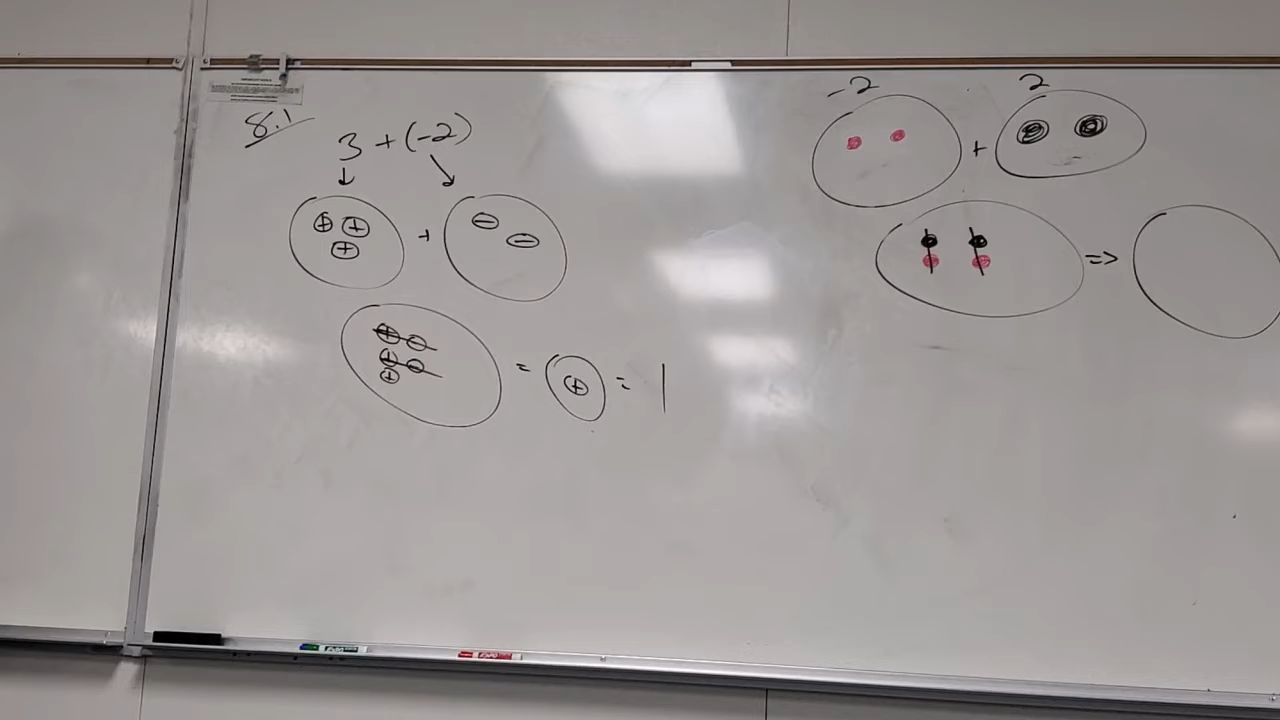 8.1
3 + (-2)
↓ ↘
⊕ ⊕ ⊕ + ⊖ ⊖
⊕ ⊖
⊕ ⊖
⊕
= ⊕ = 1
-2 2
+
=>